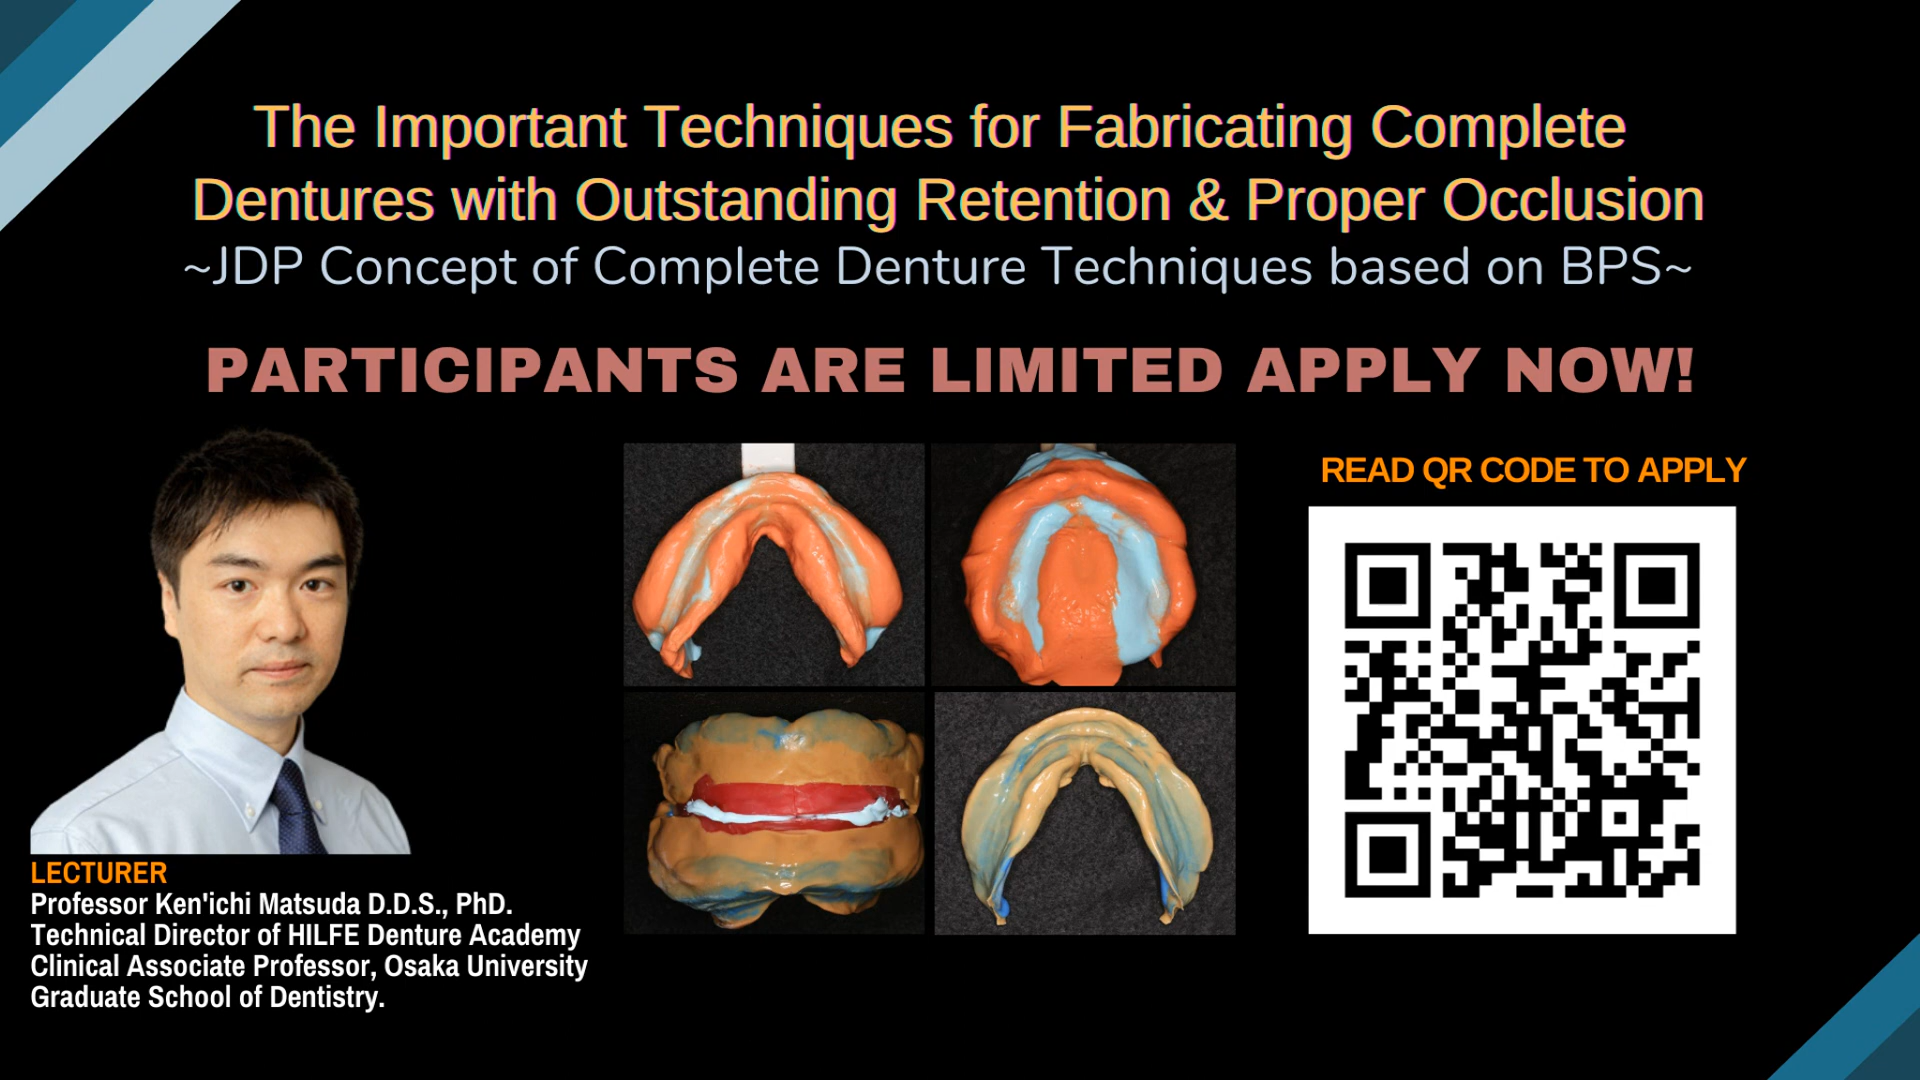 The Important Techniques for Fabricating Complete
Dentures with Outstanding Retention & Proper Occlusion
~JDP Concept of Complete Denture Techniques based on BPS~
PARTICIPANTS ARE LIMITED APPLY NOW!
READ QR CODE TO APPLY
LECTURER
Professor Ken'ichi Matsuda D.D.S., PhD.
Technical Director of HILFE Denture Academy
Clinical Associate Professor, Osaka University
Graduate School of Dentistry.